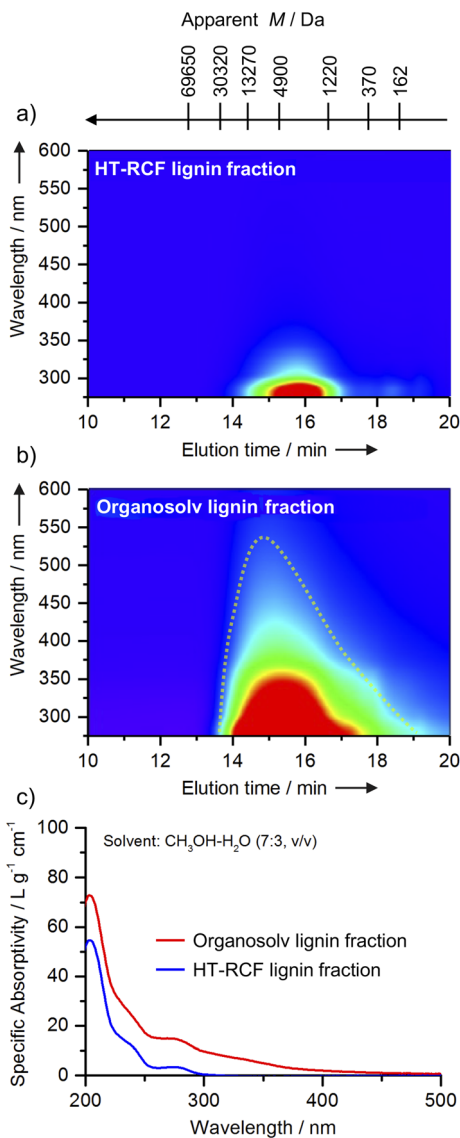 Apparent M / Da
69650
30320
13270
4900
1220
370
162
a)
HT-RCF lignin fraction
Wavelength / nm
600
550
500
450
400
350
300
10 12 14 16 18 20
Elution time / min
b)
Organosolv lignin fraction
Wavelength / nm
600
550
500
450
400
350
300
10 12 14 16 18 20
Elution time / min
c)
Solvent: CH3OH-H2O (7:3, v/v)
Organosolv lignin fraction
HT-RCF lignin fraction
Specific Absorptivity / L g-1 cm-1
100
80
60
40
20
0
200 300 400 500
Wavelength / nm